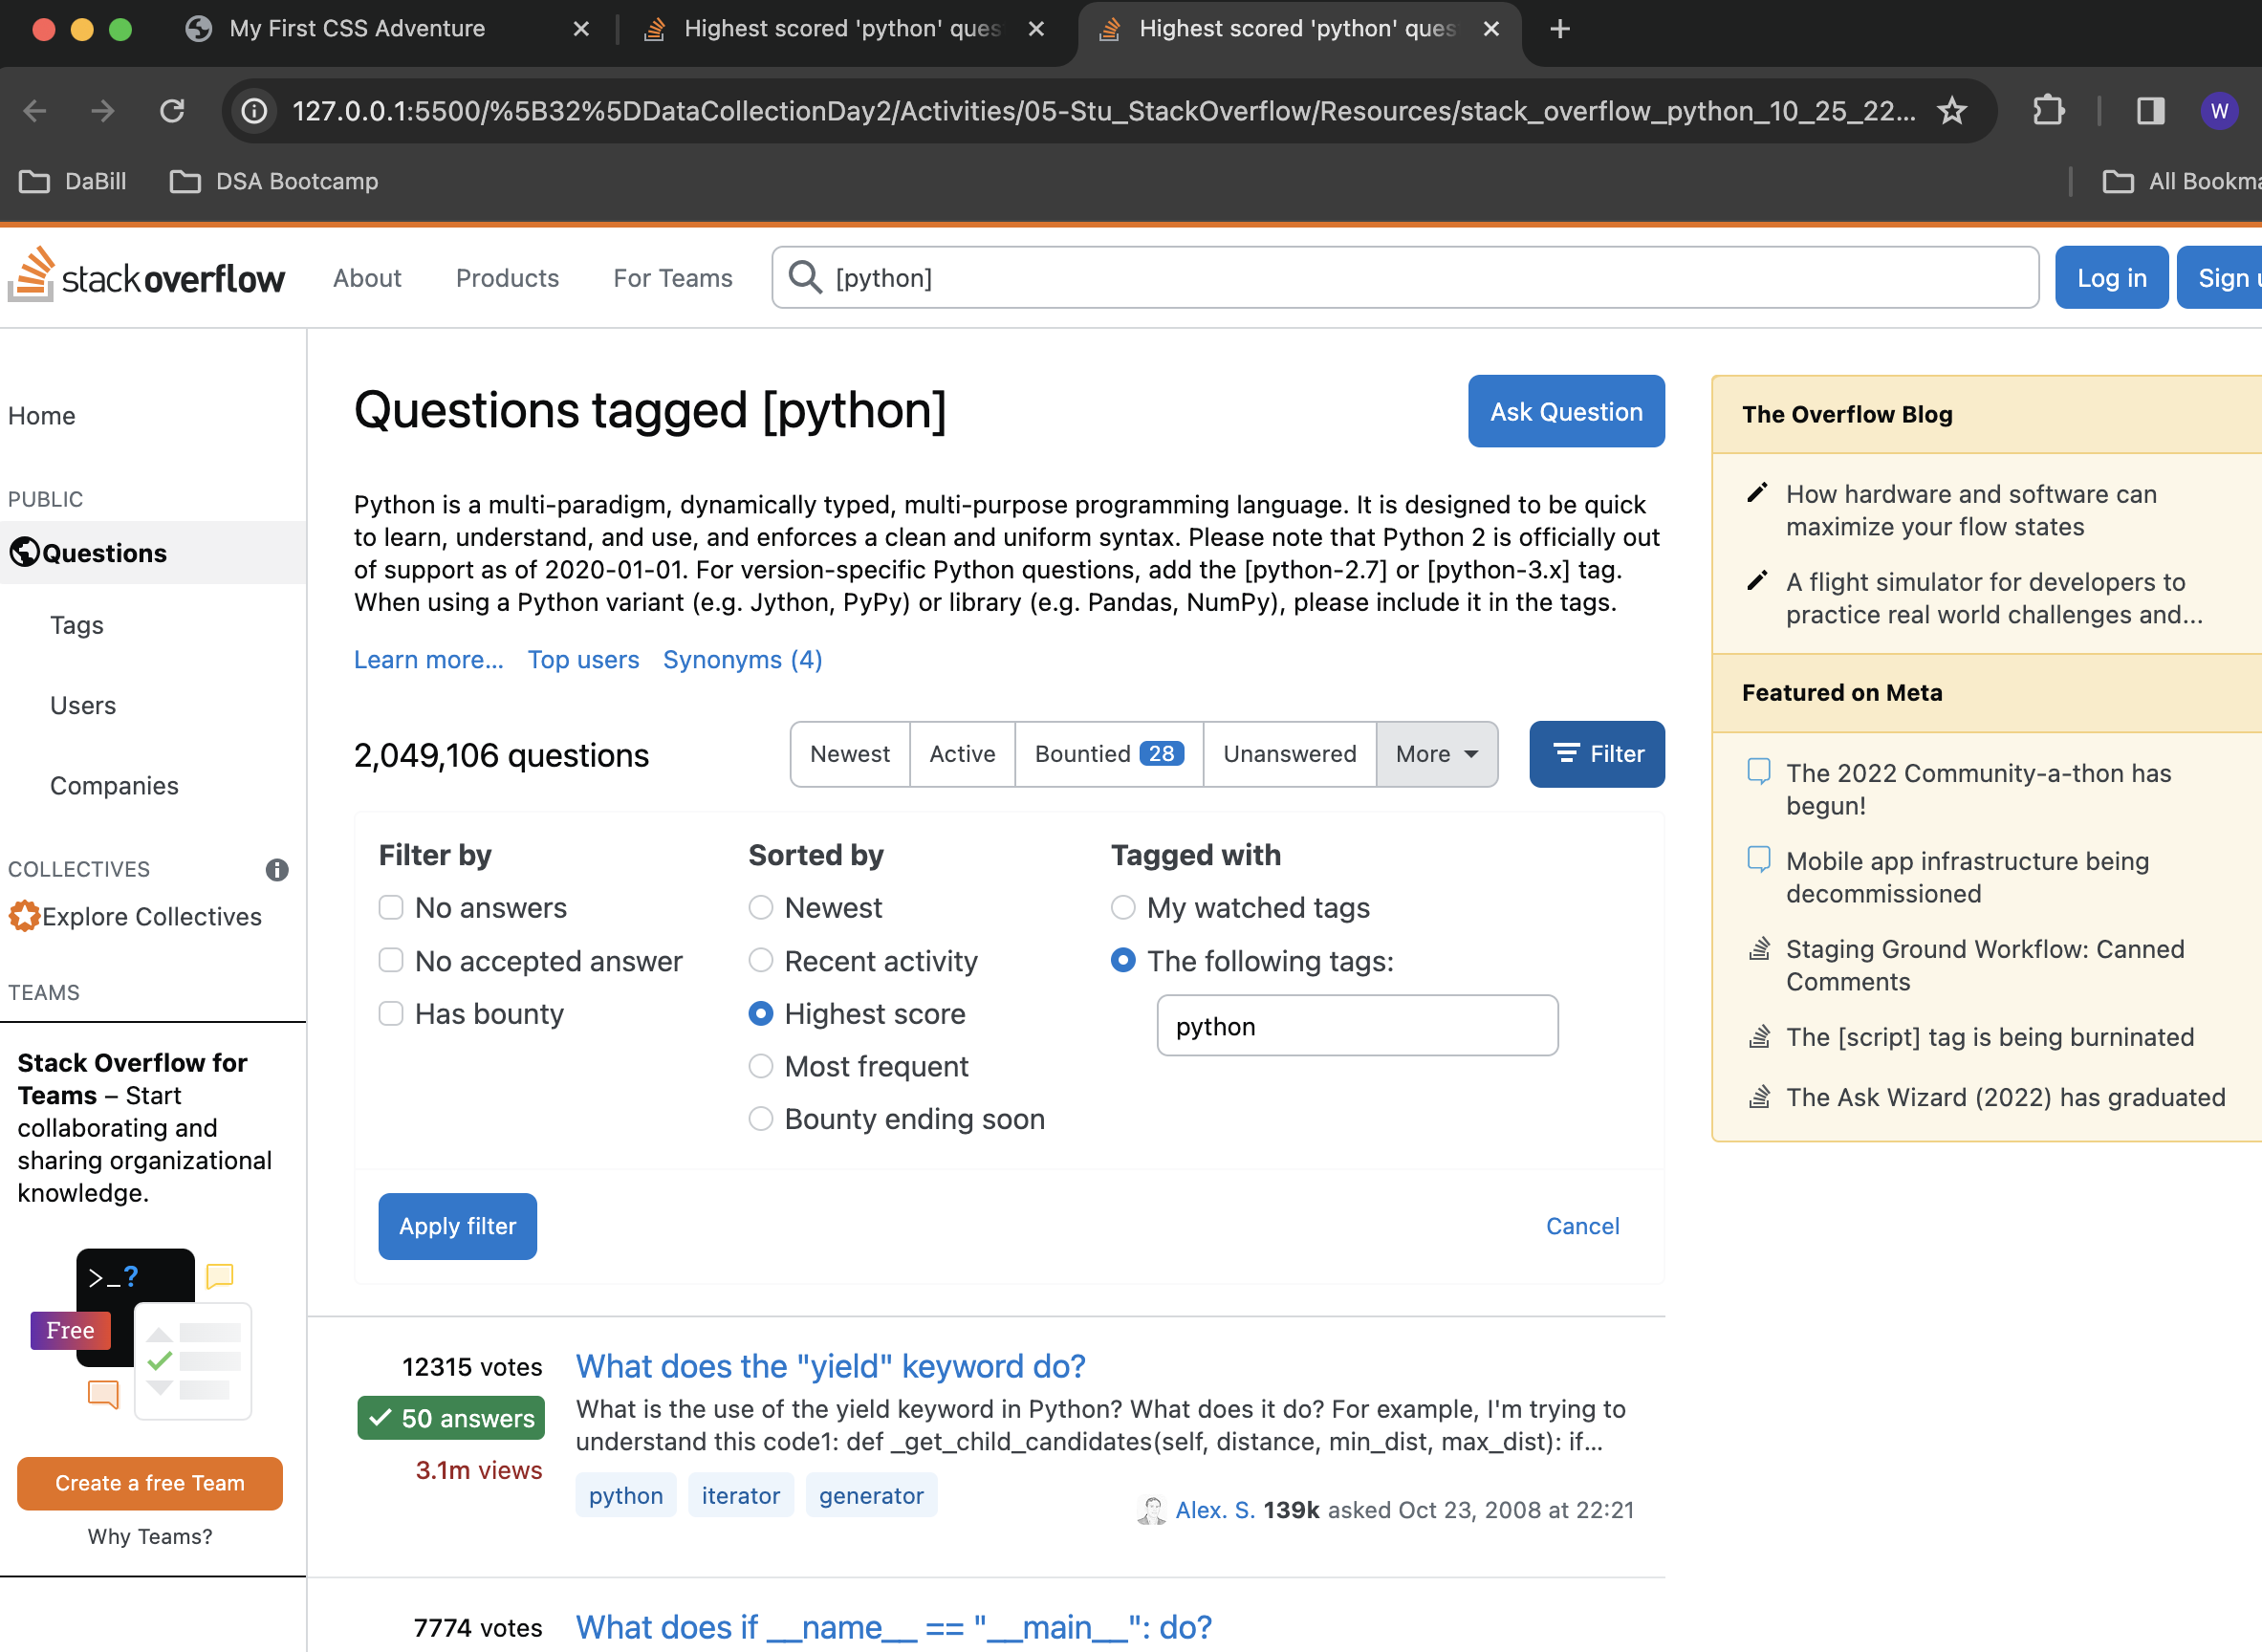 My First CSS Adventure
Highest scored 'python' ques
Highest scored 'python' ques
127.0.0.1:5500/%5B32%5DDataCollectionDay2/Activities/05-Stu_StackOverflow/Resources/stack_overflow_python_10_25_22...
W
DaBill
DSA Bootcamp
All Bookma
stackoverflow
About
Products
For Teams
[python]
Log in
Sign u
Home
PUBLIC
Questions
Tags
Users
Companies
COLLECTIVES
Explore Collectives
TEAMS
Stack Overflow for
Teams – Start
collaborating and
sharing organizational
knowledge.
>_?
Free
Create a free Team
Why Teams?
Questions tagged [python]
Ask Question
Python is a multi-paradigm, dynamically typed, multi-purpose programming language. It is designed to be quick
to learn, understand, and use, and enforces a clean and uniform syntax. Please note that Python 2 is officially out
of support as of 2020-01-01. For version-specific Python questions, add the [python-2.7] or [python-3.x] tag.
When using a Python variant (e.g. Jython, PyPy) or library (e.g. Pandas, NumPy), please include it in the tags.
Learn more... Top users Synonyms (4)
2,049,106 questions
Newest
Active
Bountied 28
Unanswered
More
Filter
Filter by
No answers
No accepted answer
Has bounty
Sorted by
Newest
Recent activity
Highest score
Most frequent
Bounty ending soon
Tagged with
My watched tags
The following tags:
python
Apply filter
Cancel
12315 votes
50 answers
3.1m views
What does the "yield" keyword do?
What is the use of the yield keyword in Python? What does it do? For example, I'm trying to
understand this code1: def _get_child_candidates(self, distance, min_dist, max_dist): if...
python
iterator
generator
Alex. S. 139k asked Oct 23, 2008 at 22:21
7774 votes
What does if __name__ == "__main__": do?
The Overflow Blog
How hardware and software can
maximize your flow states
A flight simulator for developers to
practice real world challenges and...
Featured on Meta
The 2022 Community-a-thon has
begun!
Mobile app infrastructure being
decommissioned
Staging Ground Workflow: Canned
Comments
The [script] tag is being burninated
The Ask Wizard (2022) has graduated